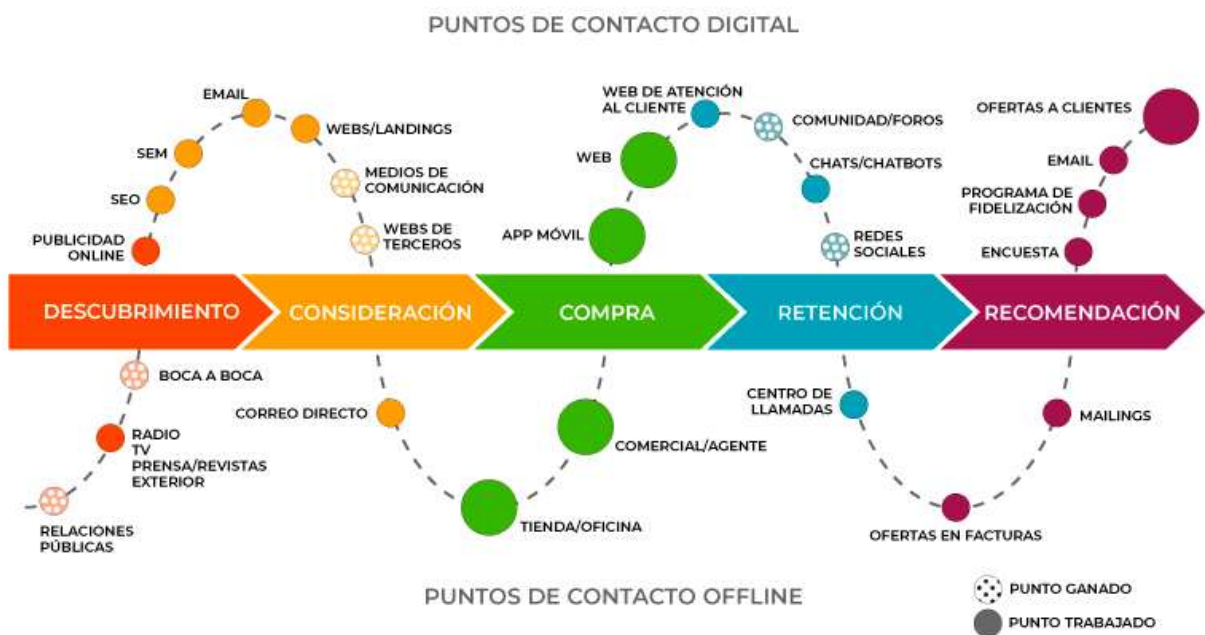 PUNTOS DE CONTACTO DIGITAL
EMAIL
SEM
SEO
PUBLICIDAD
ONLINE
WEBS/LANDINGS
MEDIOS DE
COMUNICACIÓN
WEBS DE
TERCEROS
WEB DE ATENCIÓN
AL CLIENTE
WEB
APP MÓVIL
COMUNIDAD/FOROS
CHATS/CHATBOTS
REDES
SOCIALES
OFERTAS A CLIENTES
EMAIL
PROGRAMA DE
FIDELIZACIÓN
ENCUESTA
DESCUBRIMIENTO
CONSIDERACIÓN
COMPRA
RETENCIÓN
RECOMENDACIÓN
BOCA A BOCA
RADIO
TV
PRENSA/REVISTAS
EXTERIOR
RELACIONES
PÚBLICAS
CORREO DIRECTO
TIENDA/OFICINA
COMERCIAL/AGENTE
CENTRO DE
LLAMADAS
OFERTAS EN FACTURAS
MAILINGS
PUNTOS DE CONTACTO OFFLINE
PUNTO GANADO
PUNTO TRABAJADO